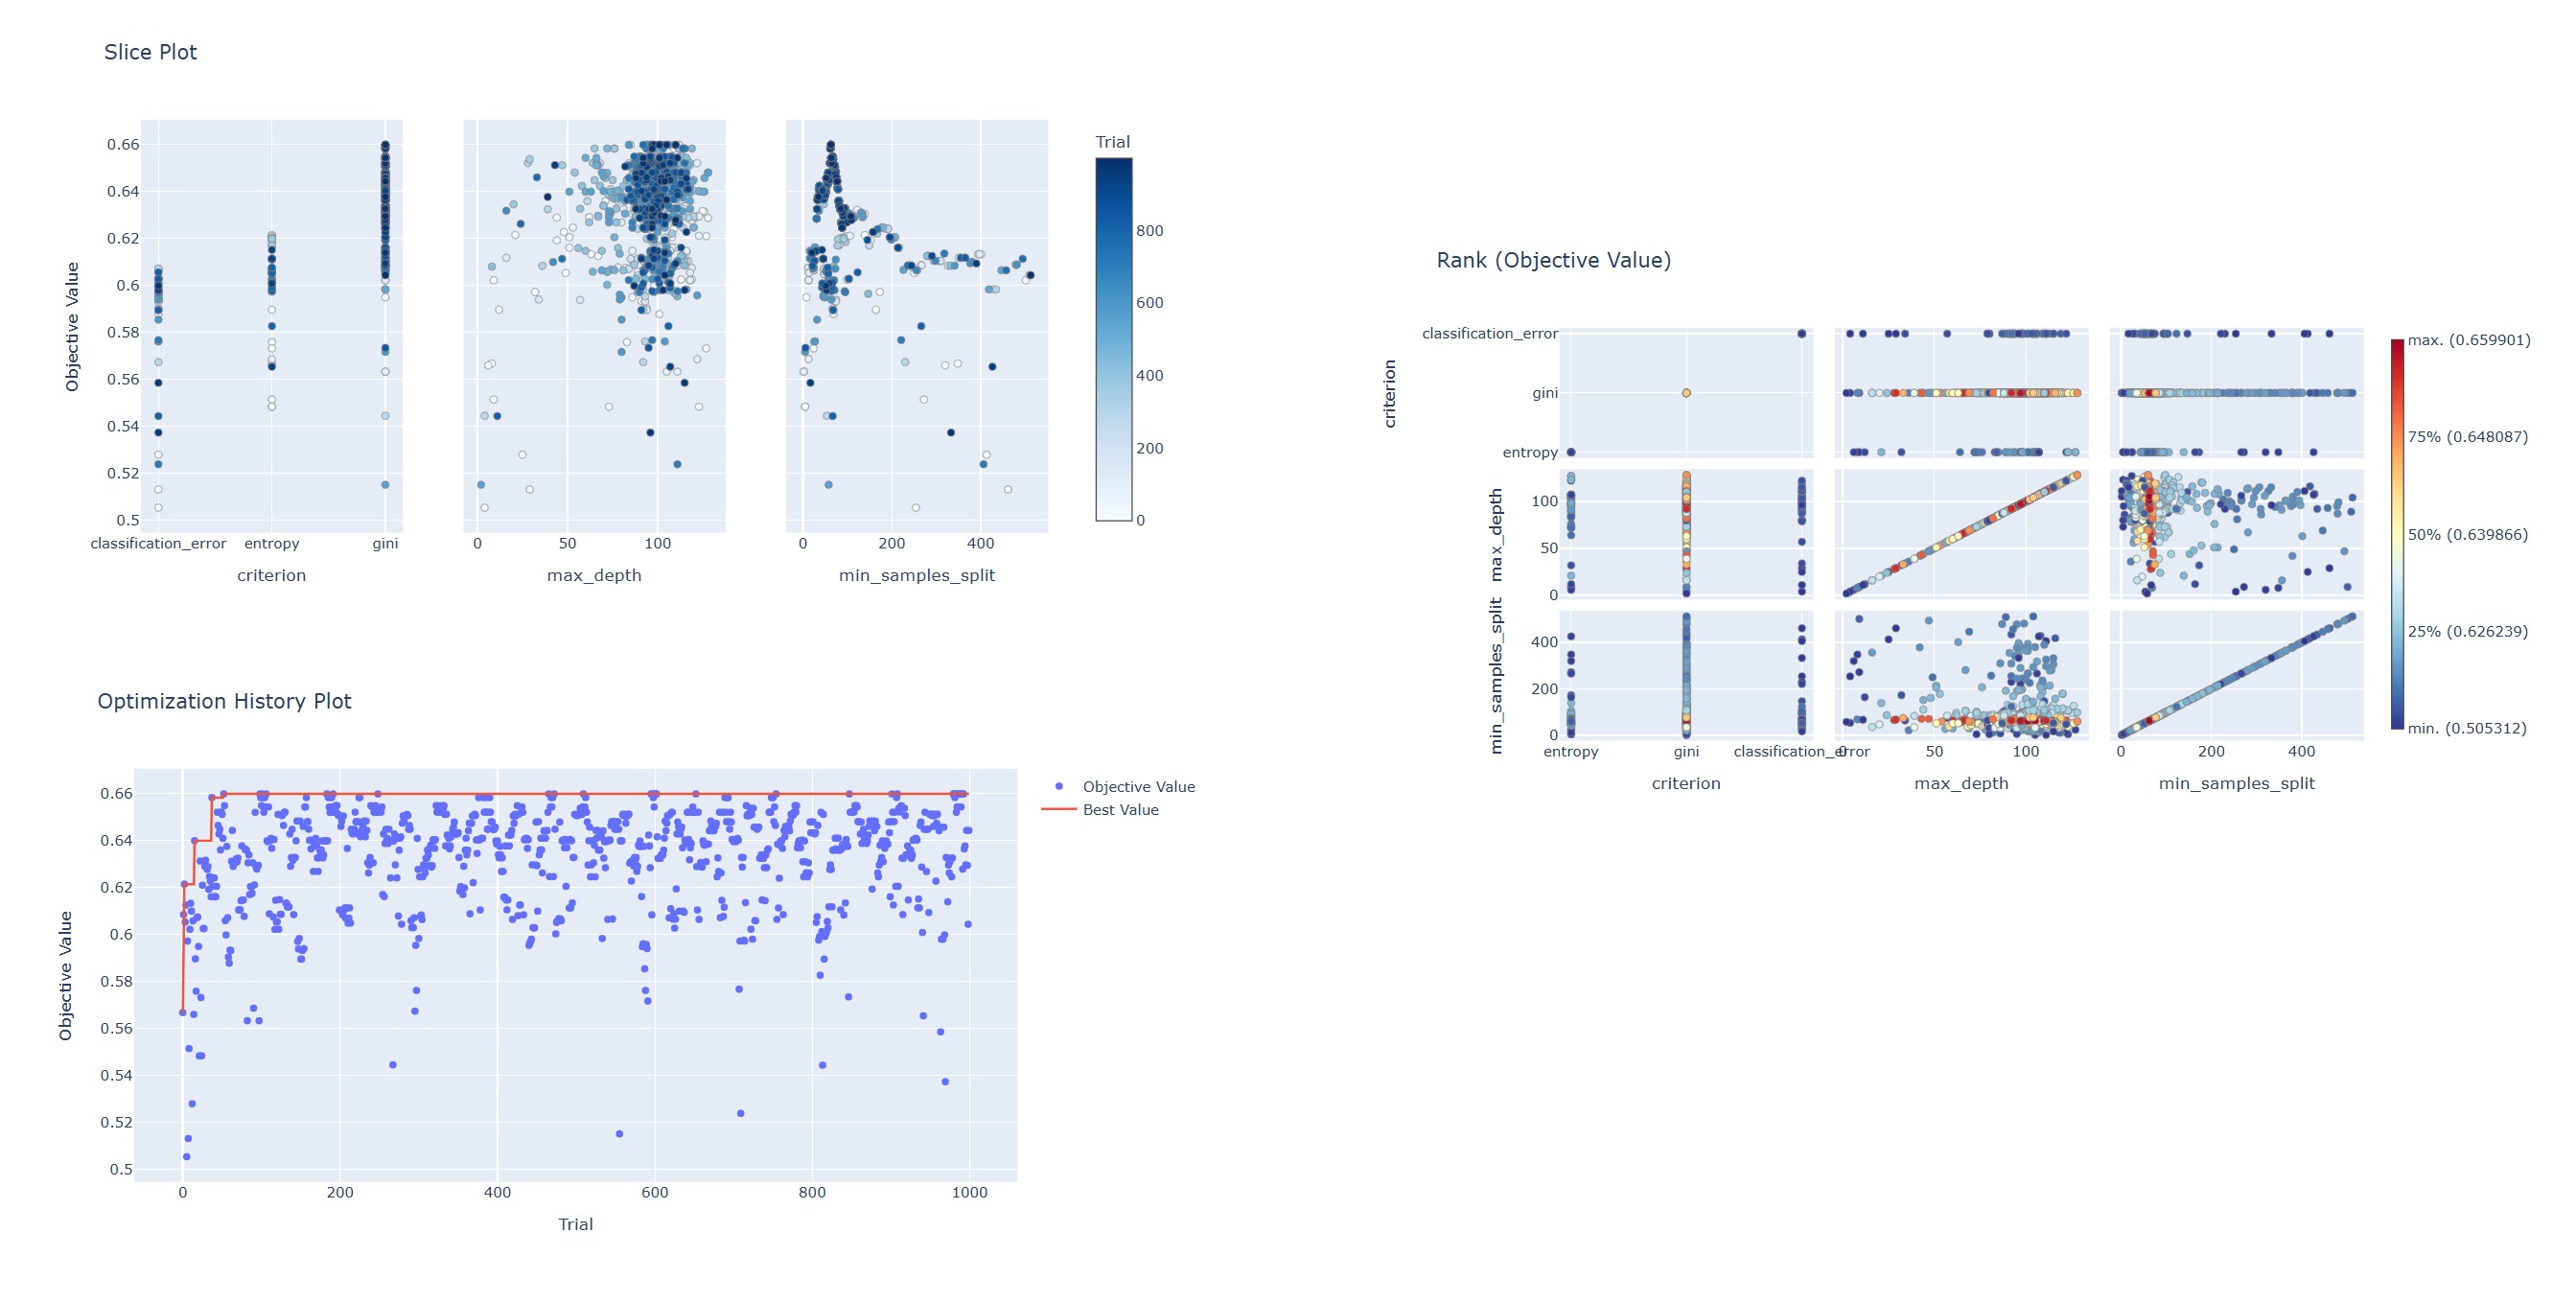 Slice Plot
Trial
0.66
0.64
0.62
0.6
0.58
0.56
0.54
0.52
0.5
Objective Value
800
600
400
200
0
classification_error entropy gini
0 50 100
0 200 400
criterion
max_depth
min_samples_split
Rank (Objective Value)
classification_error
gini
entropy
criterion
100
50
0
max_depth
400
200
0
min_samples_split
entropy gini classification_error
0 50 100
0 200 400
criterion
max_depth
min_samples_split
max. (0.659901)
75% (0.648087)
50% (0.639866)
25% (0.626239)
min. (0.505312)
Optimization History Plot
Objective Value
Best Value
0.66
0.64
0.62
0.6
0.58
0.56
0.54
0.52
0.5
Objective Value
0 200 400 600 800 1000
Trial